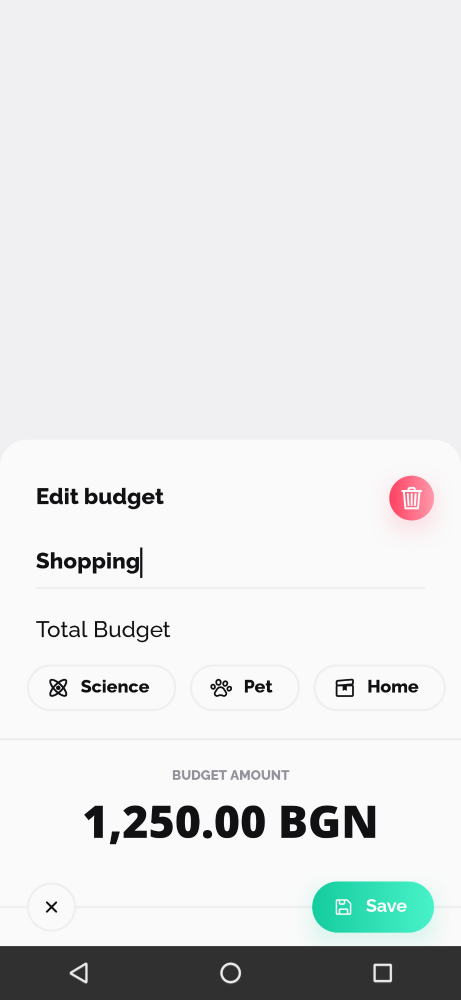 Edit budget
Shopping
Total Budget
Science Pet Home
BUDGET AMOUNT
1,250.00 BGN
Save